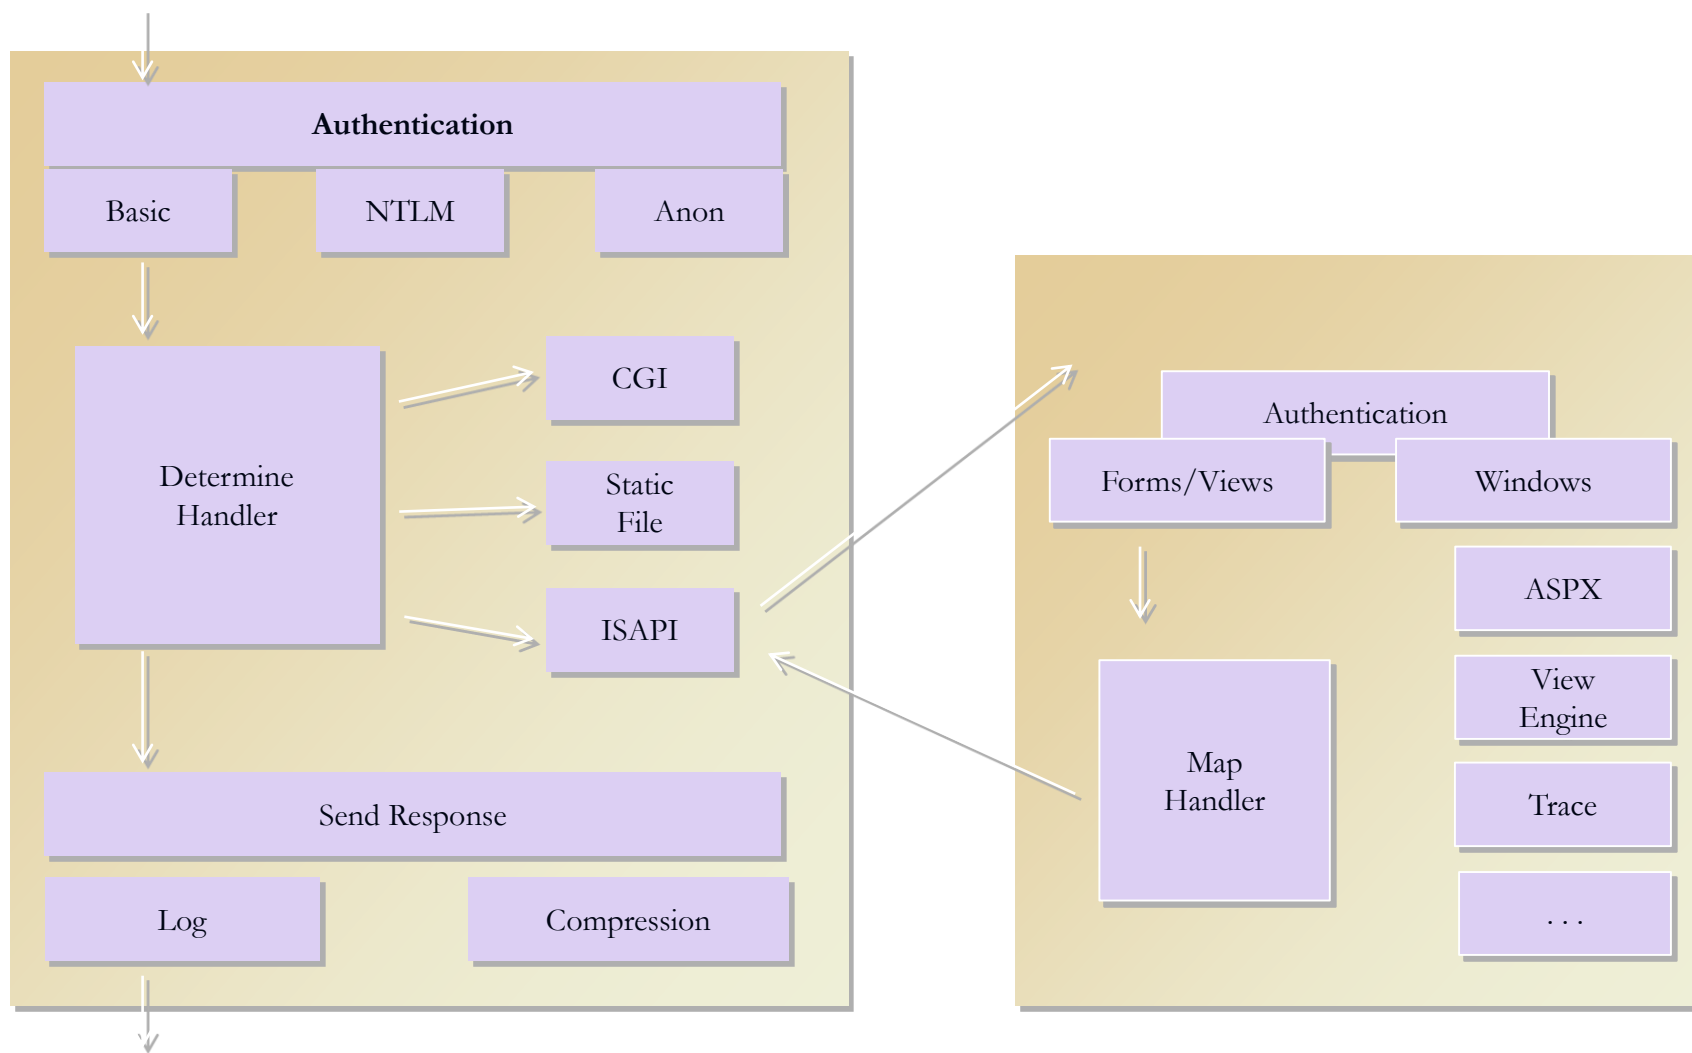 Authentication
Basic
NTLM
Anon
Determine
Handler
CGI
Static
File
ISAPI
Send Response
Log
Compression
Authentication
Forms/Views
Windows
ASPX
View
Engine
Map
Handler
Trace
. . .